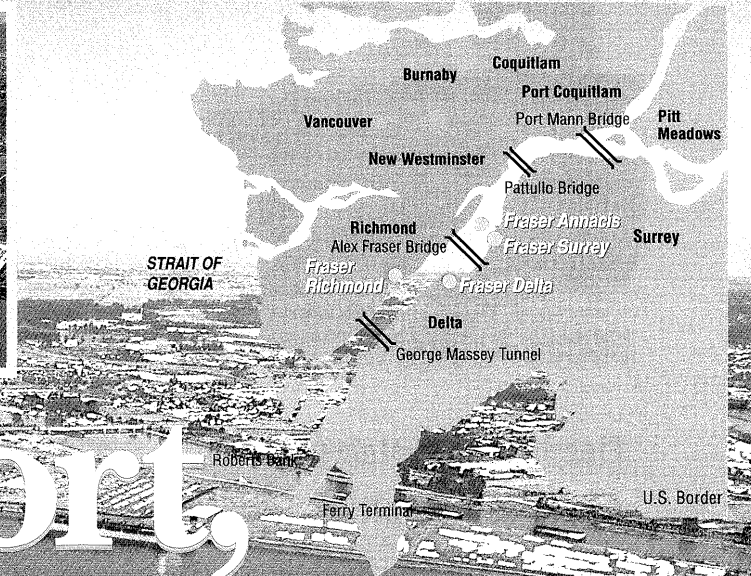 Burnaby
Coquitlam
Port Coquitlam
Vancouver
Port Mann Bridge
Pitt
Meadows
New Westminster
Pattullo Bridge
Richmond
Alex Fraser Bridge
Fraser Annacis
Fraser Surrey
Surrey
STRAIT OF
GEORGIA
Fraser
Richmond
Fraser Delta
Delta
George Massey Tunnel
ort,
Roberts Bank
Ferry Terminal
U.S. Border